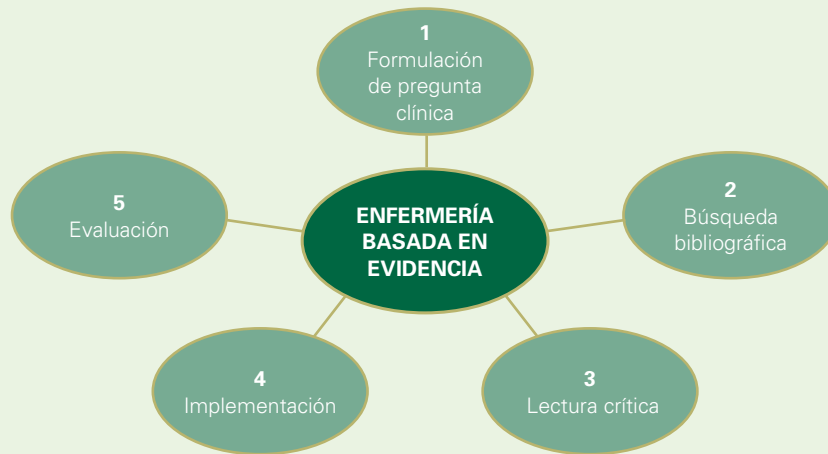 1
Formulación
de pregunta
clínica
2
Búsqueda
bibliográfica
ENFERMERÍA
BASADA EN
EVIDENCIA
5
Evaluación
4
Implementación
3
Lectura crítica